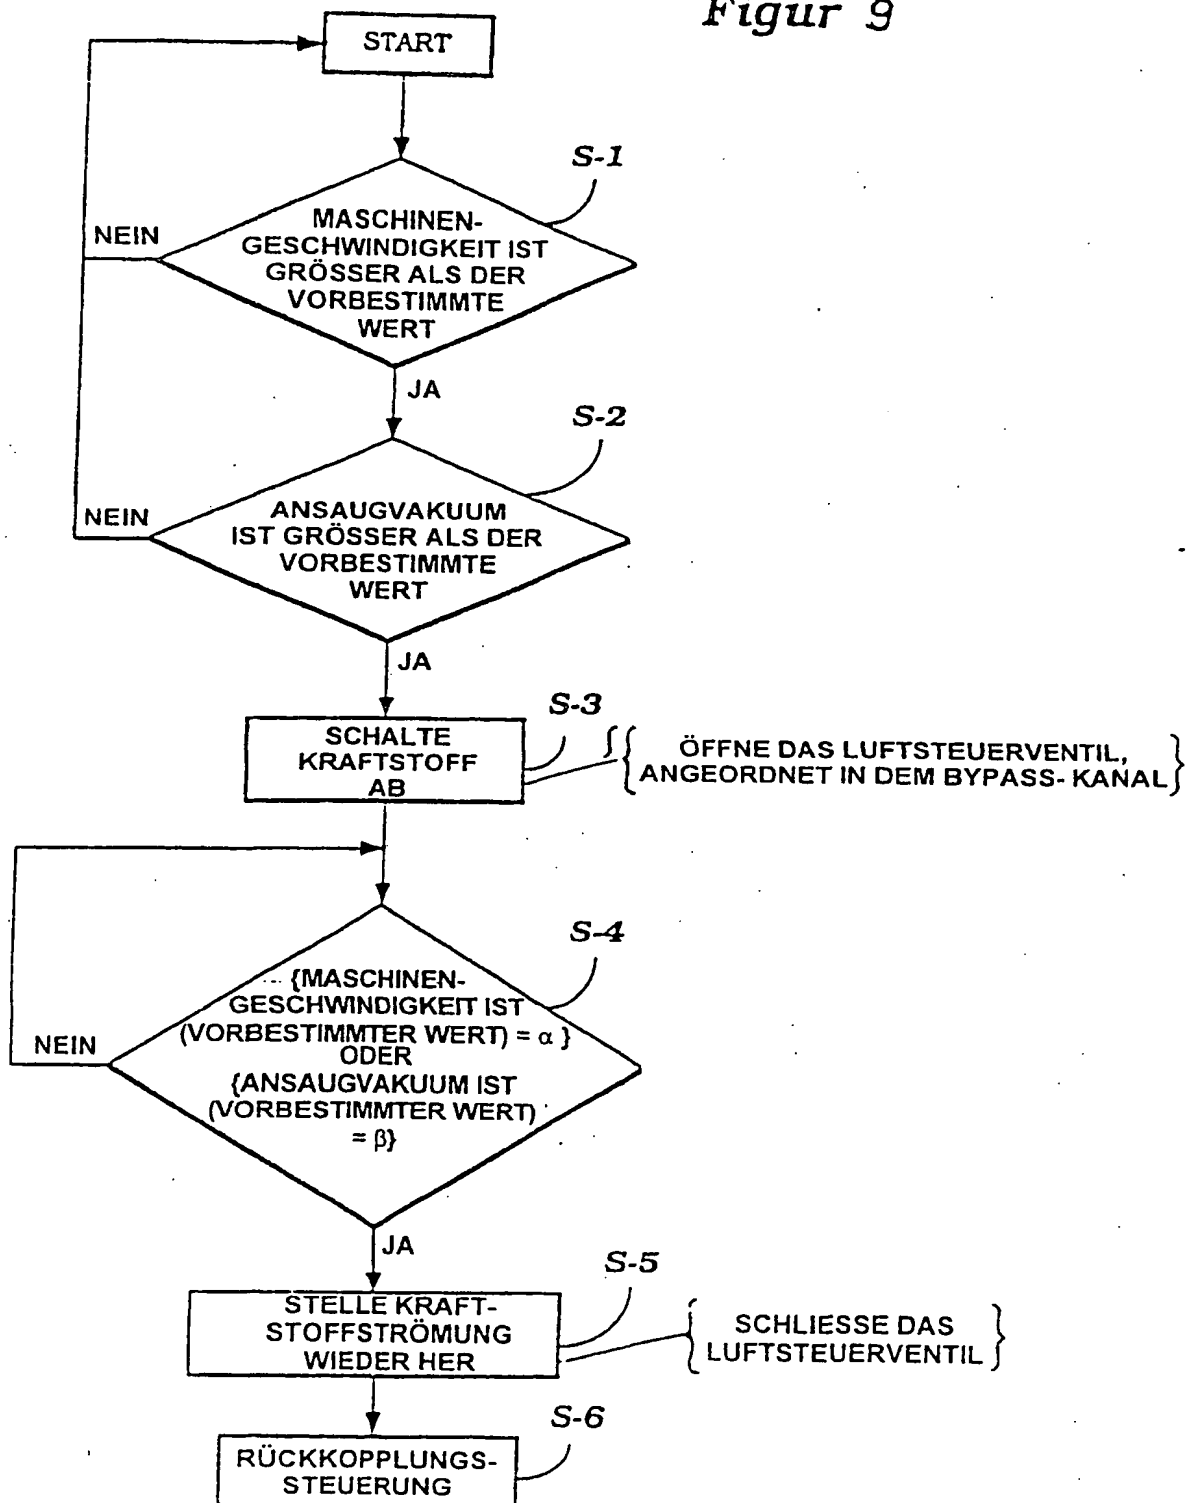 Figur 9
START
S-1
MASCHINEN-
GESCHWINDIGKEIT IST
GRÖSSER ALS DER
VORBESTIMMTE
WERT
NEIN
JA
S-2
ANSAUGVAKUUM
IST GRÖSSER ALS DER
VORBESTIMMTE
WERT
NEIN
JA
S-3
SCHALTE
KRAFTSTOFF
AB
{ÖFFNE DAS LUFTSTEUERVENTIL,
ANGEORDNET IN DEM BYPASS-KANAL}
S-4
{MASCHINEN-
GESCHWINDIGKEIT IST
(VORBESTIMMTER WERT) = α }
ODER
{ANSAUGVAKUUM IST
(VORBESTIMMTER WERT)
= β}
NEIN
JA
S-5
STELLE KRAFT-
STOFFSTRÖMUNG
WIEDER HER
{SCHLIESSE DAS
LUFTSTEUERVENTIL}
S-6
RÜCKKOPPLUNGS-
STEUERUNG